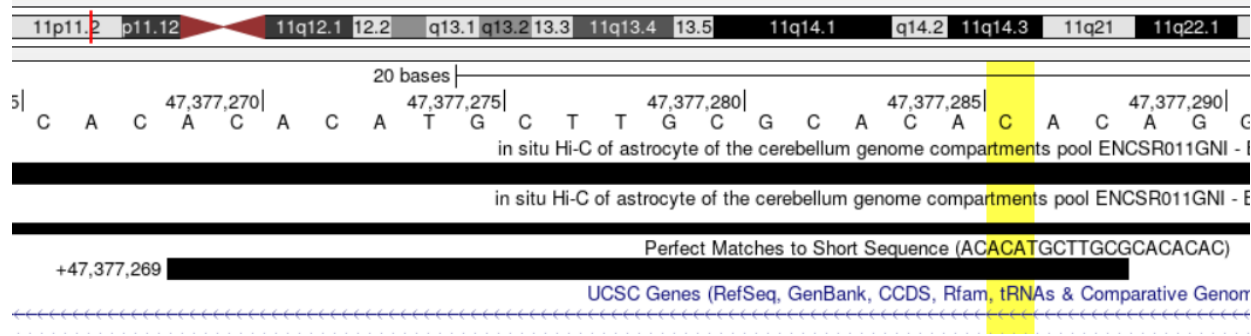 11p11.2 p11.12 11q12.1 12.2 q13.1 q13.2 13.3 11q13.4 13.5 11q14.1 q14.2 11q14.3 11q21 11q22.1
20 bases
5| 47,377,270| 47,377,275| 47,377,280| 47,377,285| 47,377,290|
C A C A C A C A T G C T T G C G C A C A C A C A G G
in situ Hi-C of astrocyte of the cerebellum genome compartments pool ENCSR011GNI - E
in situ Hi-C of astrocyte of the cerebellum genome compartments pool ENCSR011GNI - E
Perfect Matches to Short Sequence (ACACATGCTTGCGCACACAC)
+47,377,269
UCSC Genes (RefSeq, GenBank, CCDS, Rfam, tRNAs & Comparative Genom